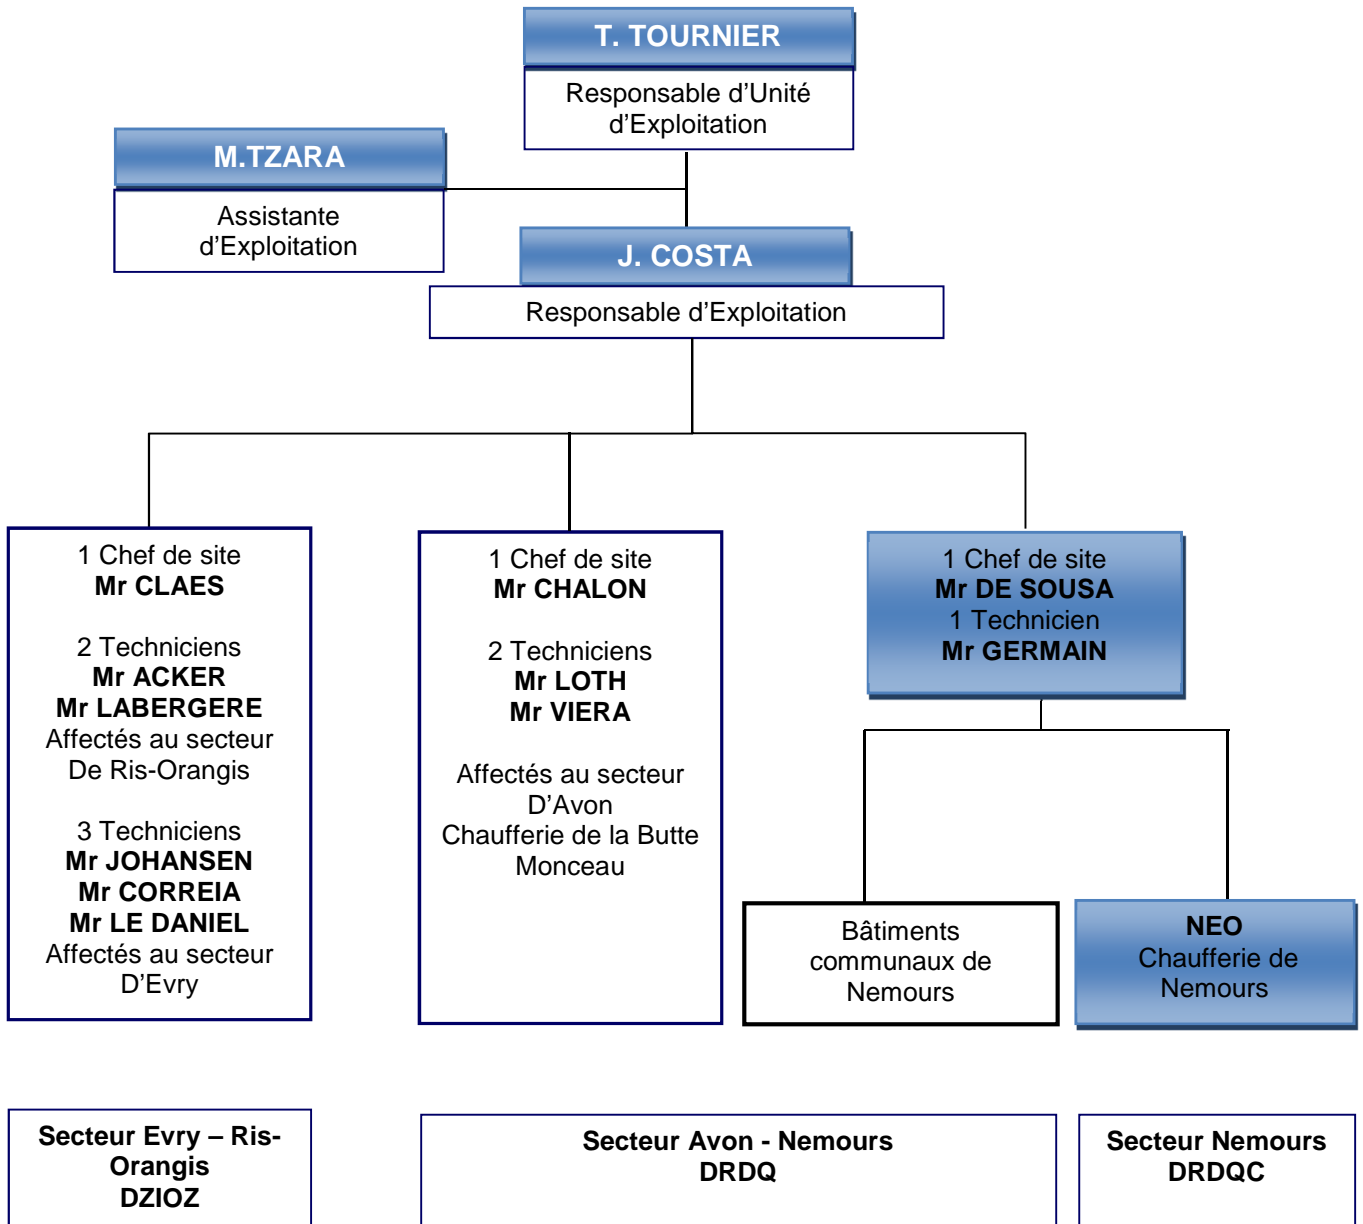 T. TOURNIER
Responsable d’Unité
d’Exploitation
M.TZARA
Assistante
d’Exploitation
J. COSTA
Responsable d’Exploitation
1 Chef de site
Mr CLAES
2 Techniciens
Mr ACKER
Mr LABERGERE
Affectés au secteur
De Ris-Orangis
3 Techniciens
Mr JOHANSEN
Mr CORREIA
Mr LE DANIEL
Affectés au secteur
D’Evry
1 Chef de site
Mr CHALON
2 Techniciens
Mr LOTH
Mr VIERA
Affectés au secteur
D’Avon
Chaufferie de la Butte
Monceau
1 Chef de site
Mr DE SOUSA
1 Technicien
Mr GERMAIN
Bâtiments
communaux de
Nemours
NEO
Chaufferie de
Nemours
Secteur Evry – Ris-
Orangis
DZIOZ
Secteur Avon - Nemours
DRDQ
Secteur Nemours
DRDQC